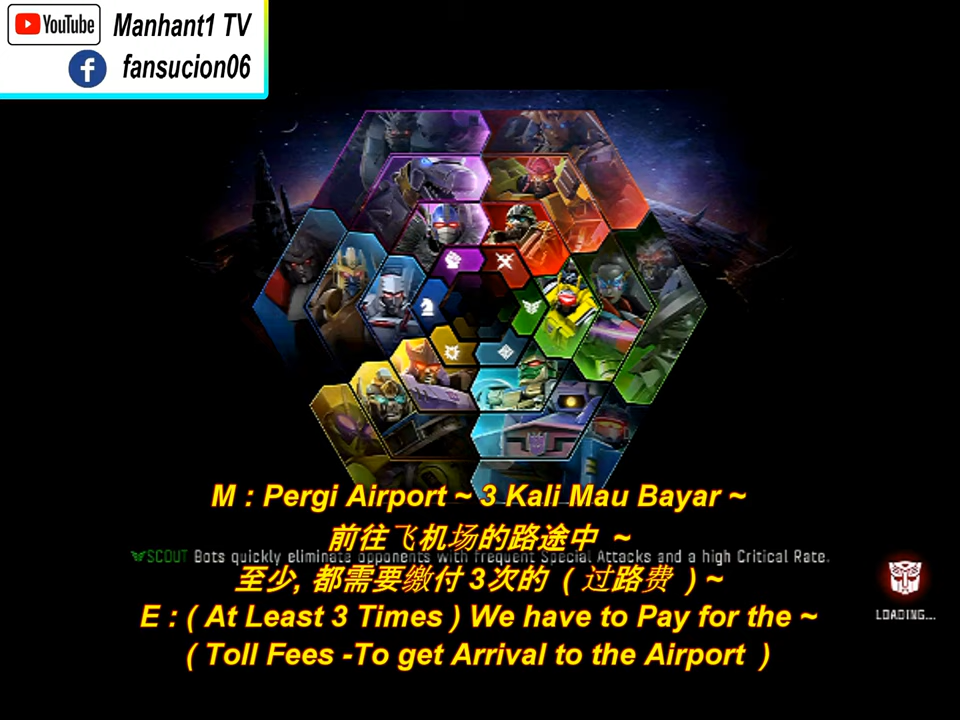 YouTube Manhant1 TV
f fansucion06
M : Pergi Airport ~ 3 Kali Mau Bayar ~
前往飞机场的路途中 ~
SCOUT Bots quickly eliminate opponents with frequent Special Attacks and a high Critical Rate.
至少, 都需要缴付 3次的 ( 过路费 ) ~
LOADING...
E : ( At Least 3 Times ) We have to Pay for the ~
( Toll Fees -To get Arrival to the Airport )